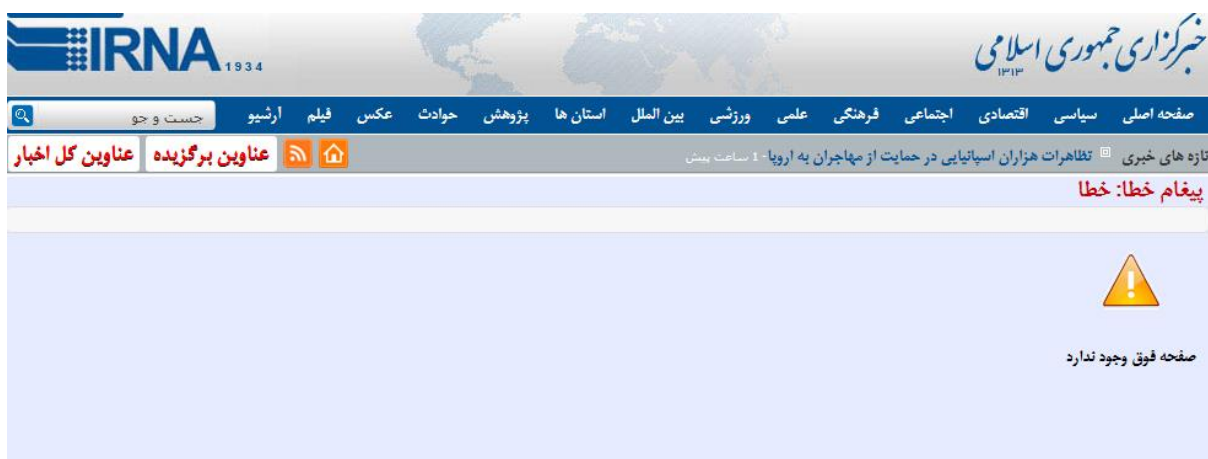 IRNA 1934
خبرگزاری جمهوری اسلامی
۱۳۱۳
صفحه اصلی سیاسی اقتصادی اجتماعی فرهنگی علمی ورزشی بین الملل استان ها پژوهش حوادث عکس فیلم آرشیو جست و جو
تازه های خبری تظاهرات هزاران اسپانیایی در حمایت از مهاجران به اروپا - 1 ساعت پیش عناوین برگزیده عناوین کل اخبار
پیغام خطا: خطا
صفحه فوق وجود ندارد